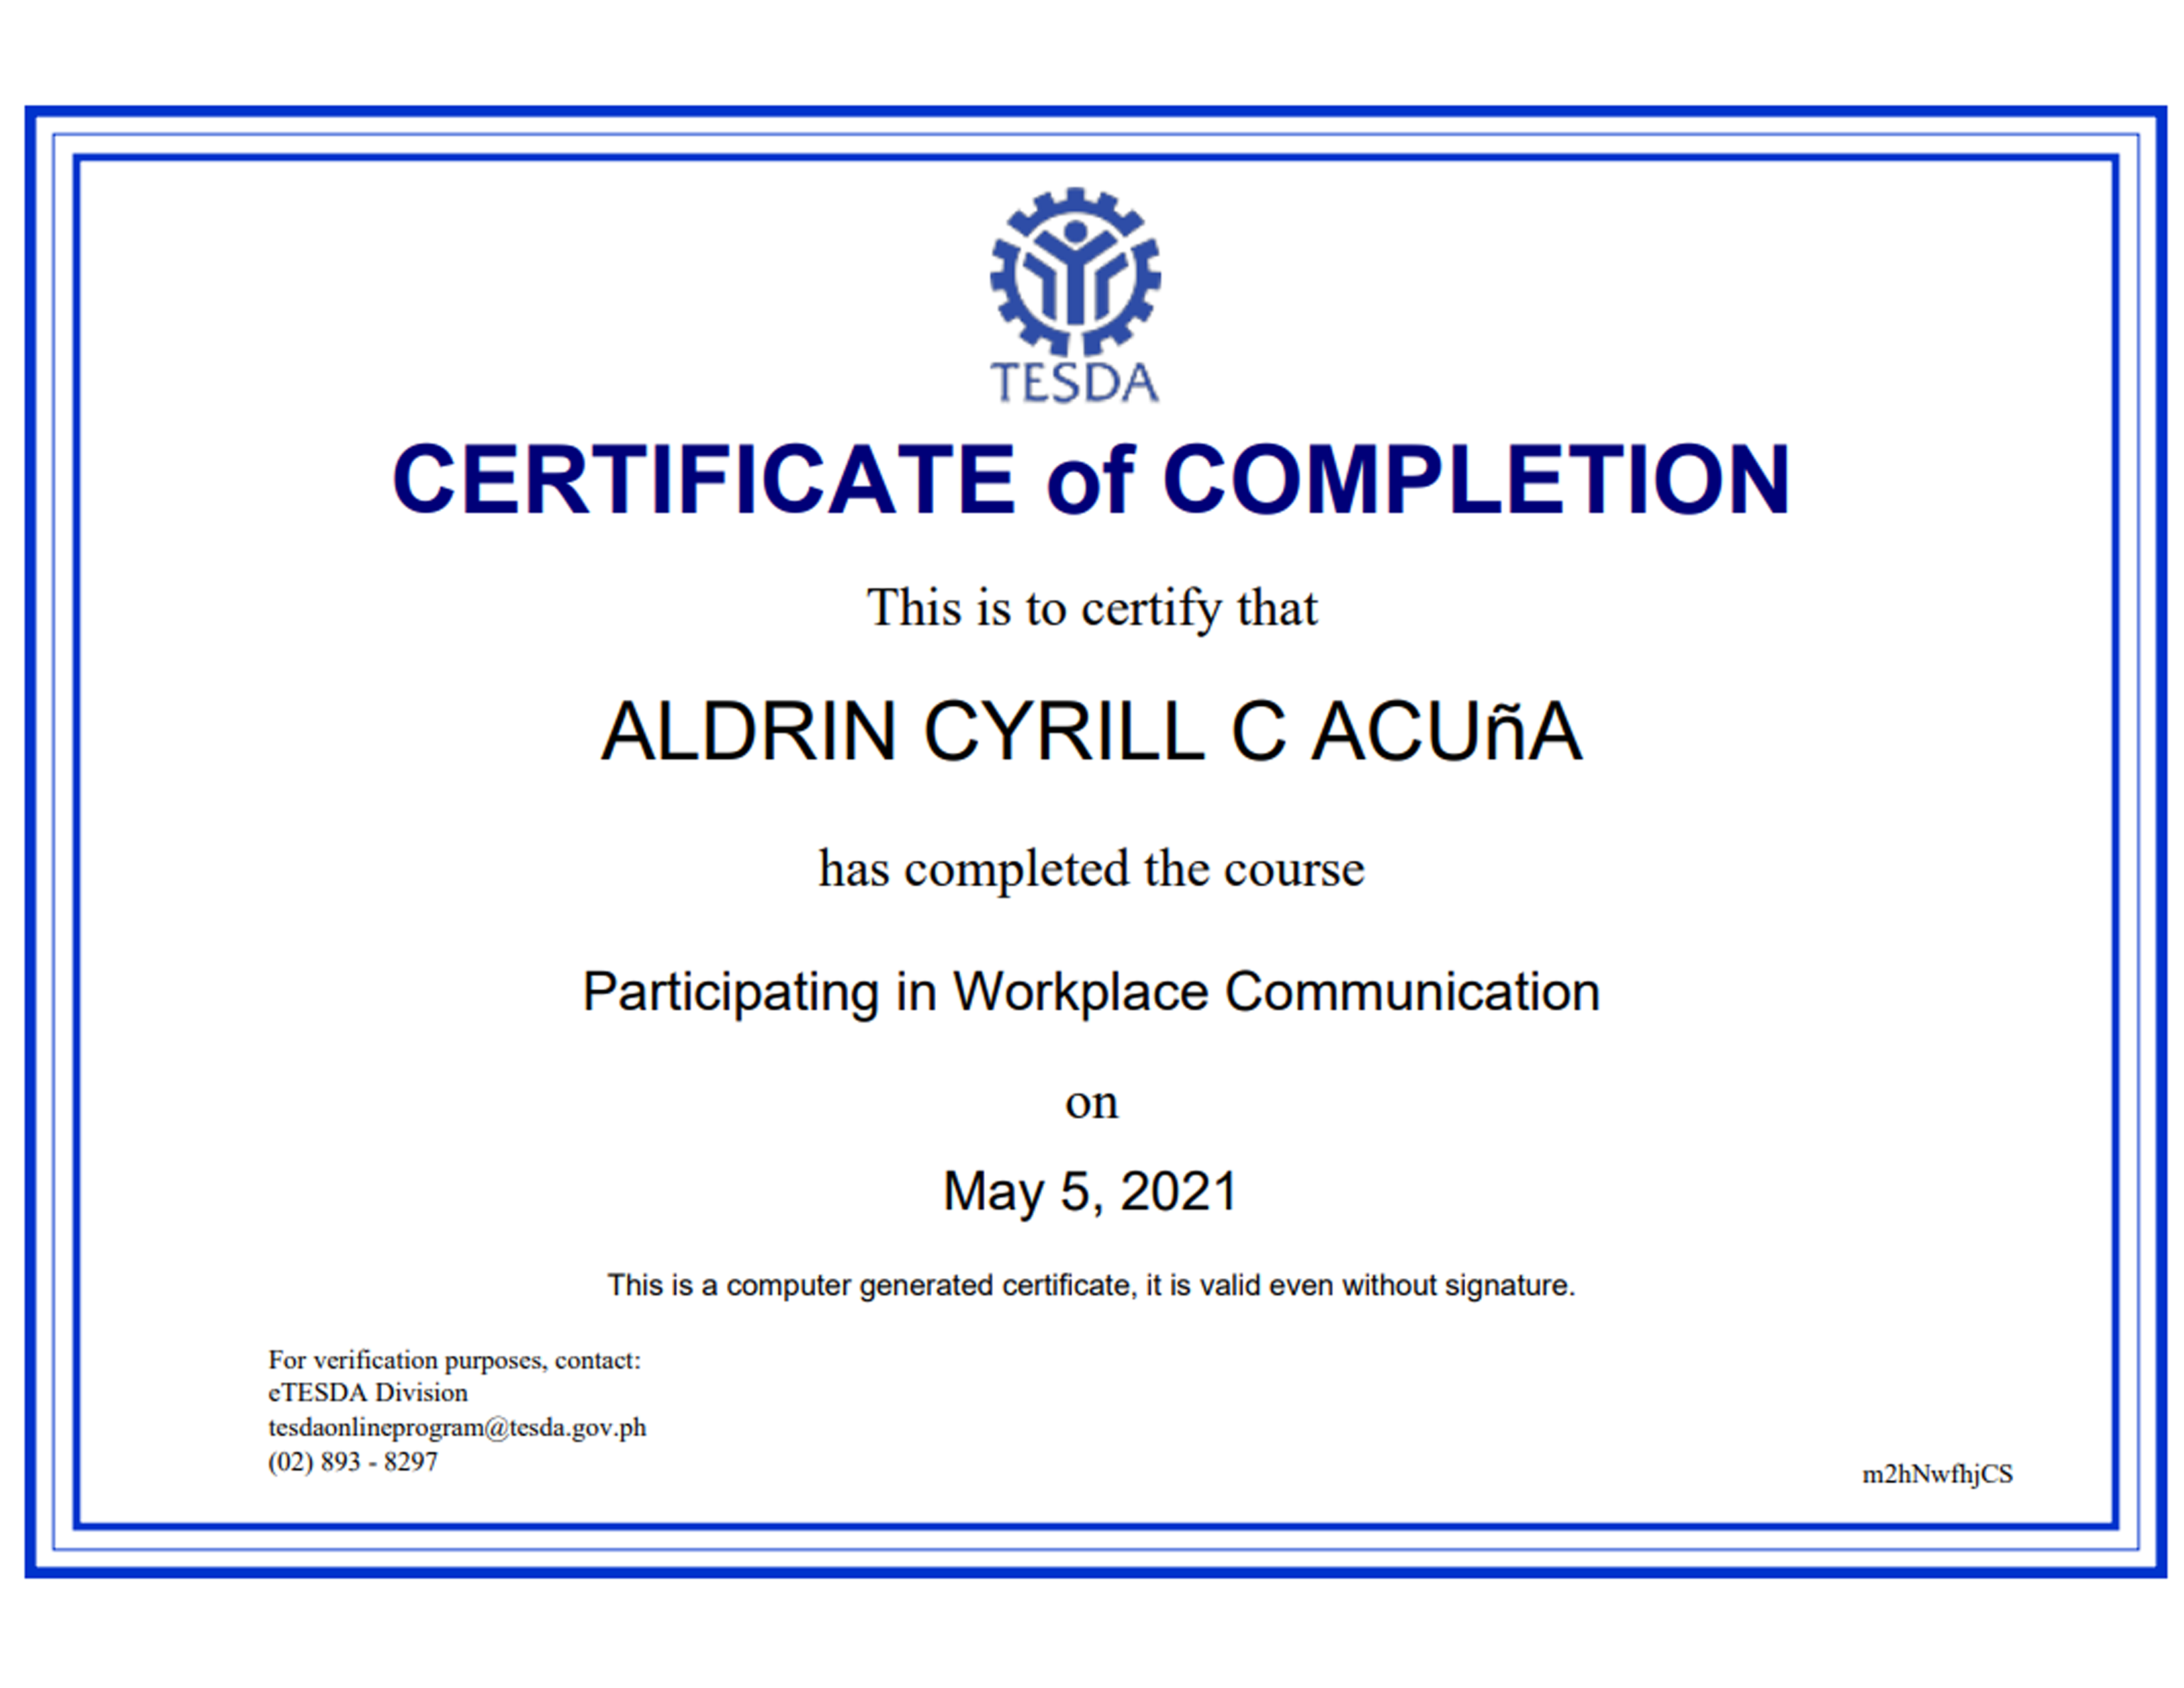 TESDA
CERTIFICATE of COMPLETION
This is to certify that
ALDRIN CYRILL C ACUñA
has completed the course
Participating in Workplace Communication
on
May 5, 2021
This is a computer generated certificate, it is valid even without signature.
For verification purposes, contact:
eTESDA Division
tesdaonlineprogram@tesda.gov.ph
(02) 893 - 8297
m2hNwfhjCS